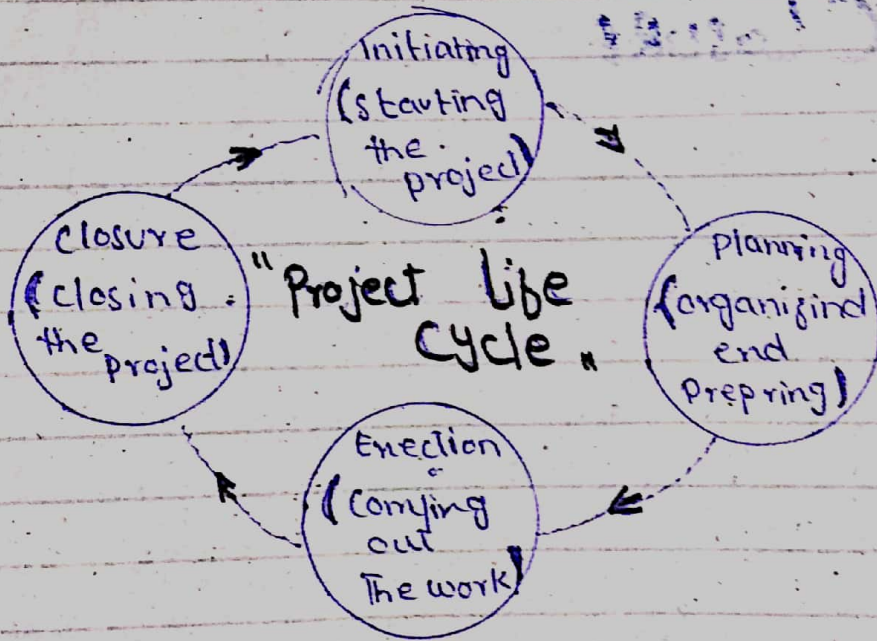 Initiating
(starting
the
project)
Planning
(organizind
end
prepring)
"Project Life
Cycle"
Closure
(closing
the
project)
Exection
(Carrying
out
The work)